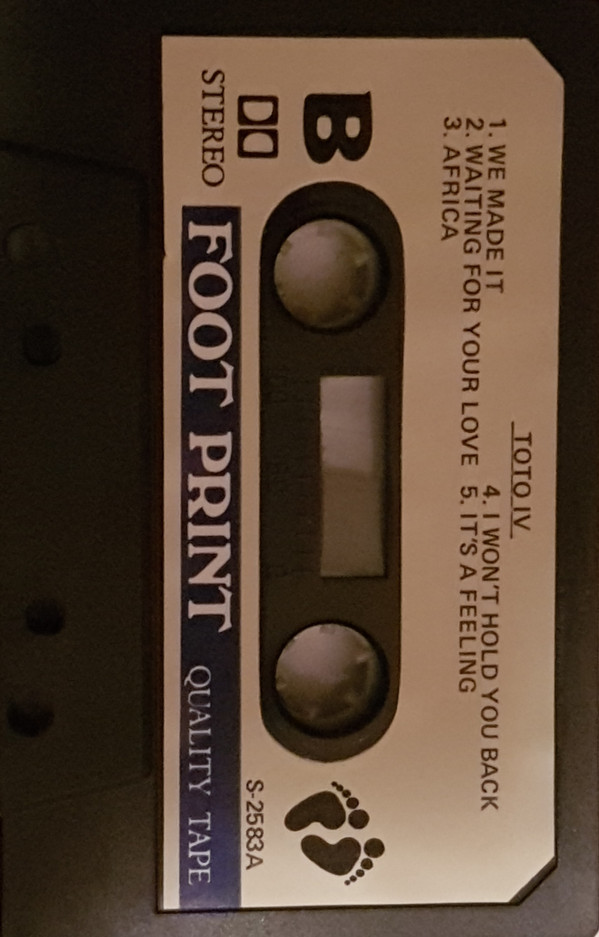 TOTO IV
1. WE MADE IT
2. WAITING FOR YOUR LOVE
3. AFRICA
4. I WON'T HOLD YOU BACK
5. IT'S A FEELING
B
STEREO
S-2583A
FOOT PRINT QUALITY TAPE